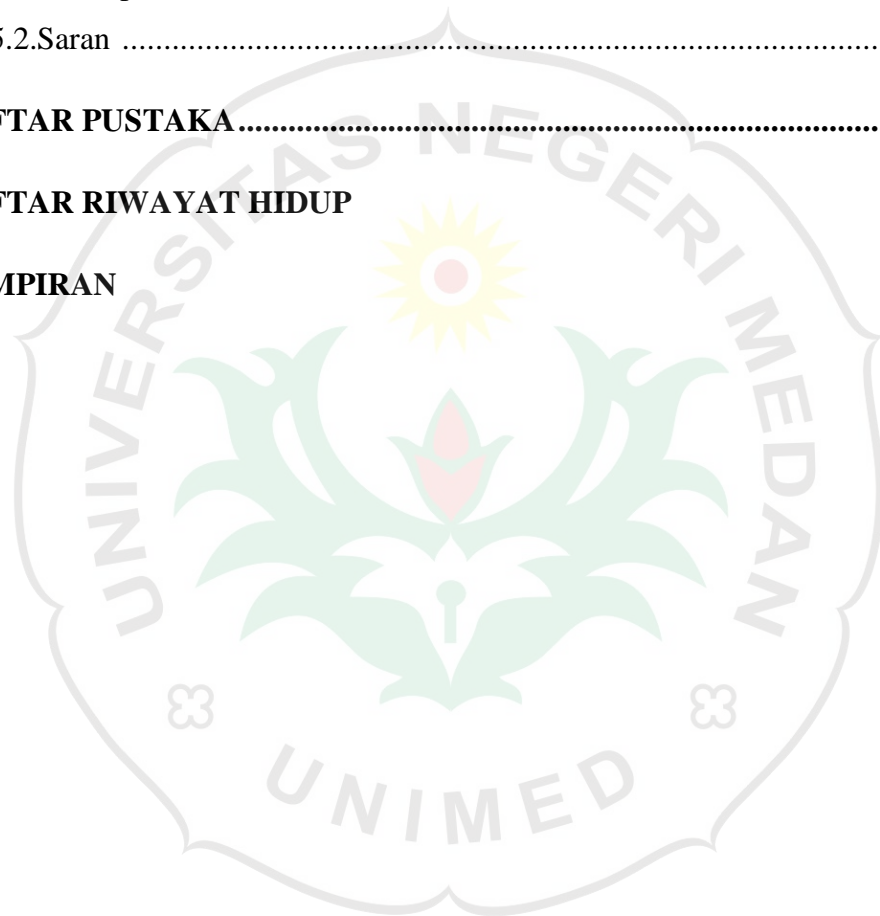 5.2.Saran ................................................................................................
FTAR PUSTAKA..............................................................................
FTAR RIWAYAT HIDUP
MPIRAN
UNIVERSITAS NEGERI MEDAN
UNIMED